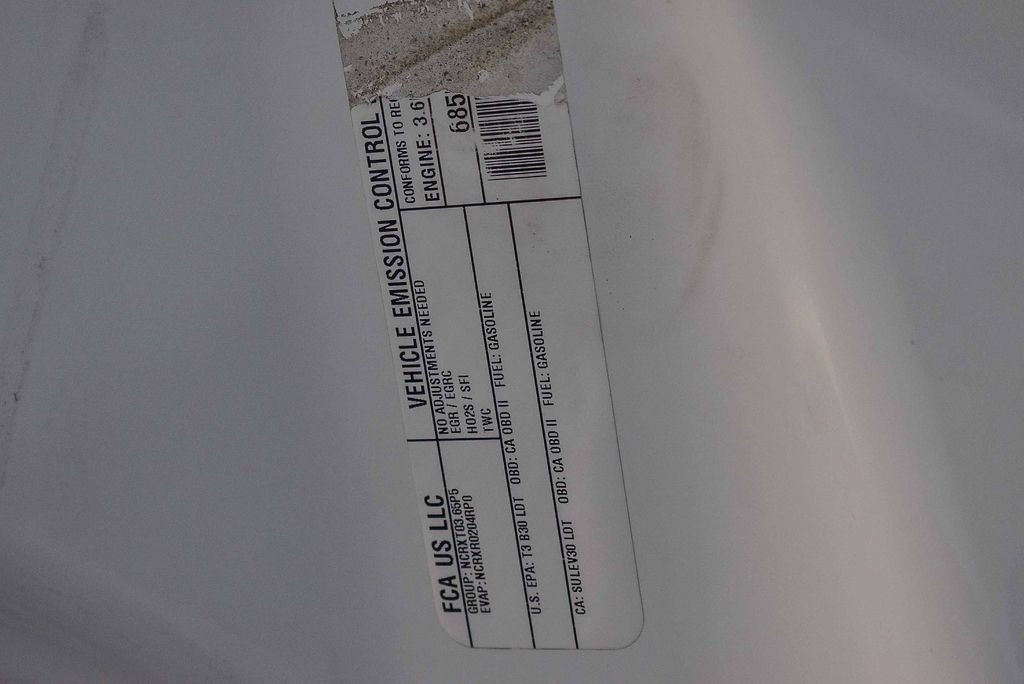 FCA US LLC
GROUP: NCRXT03.65P5
EVAP: NCRXR0204RP0
VEHICLE EMISSION CONTROL
NO ADJUSTMENTS NEEDED
EGR / EGRC
HO2S / SFI
TWC
CONFORMS TO RE
ENGINE: 3.6
685
U.S. EPA: T3 B30 LDT OBD: CA OBD II FUEL: GASOLINE
CA: SULEV30 LDT OBD: CA OBD II FUEL: GASOLINE